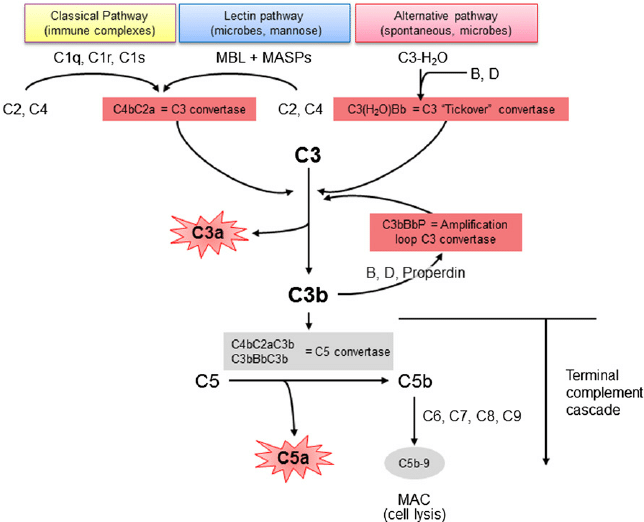 Classical Pathway
(immune complexes)
Lectin pathway
(microbes, mannose)
Alternative pathway
(spontaneous, microbes)
C1q, C1r, C1s
MBL + MASPs
C3-H₂O
B, D
C2, C4
C4bC2a = C3 convertase
C2, C4
C3(H₂O)Bb = C3 "Tickover" convertase
C3
C3a
C3bBbP = Amplification
loop C3 convertase
B, D, Properdin
C3b
C4bC2aC3b
C3bBbC3b
= C5 convertase
C5
C5b
Terminal
complement
cascade
C6, C7, C8, C9
C5a
C5b-9
MAC
(cell lysis)